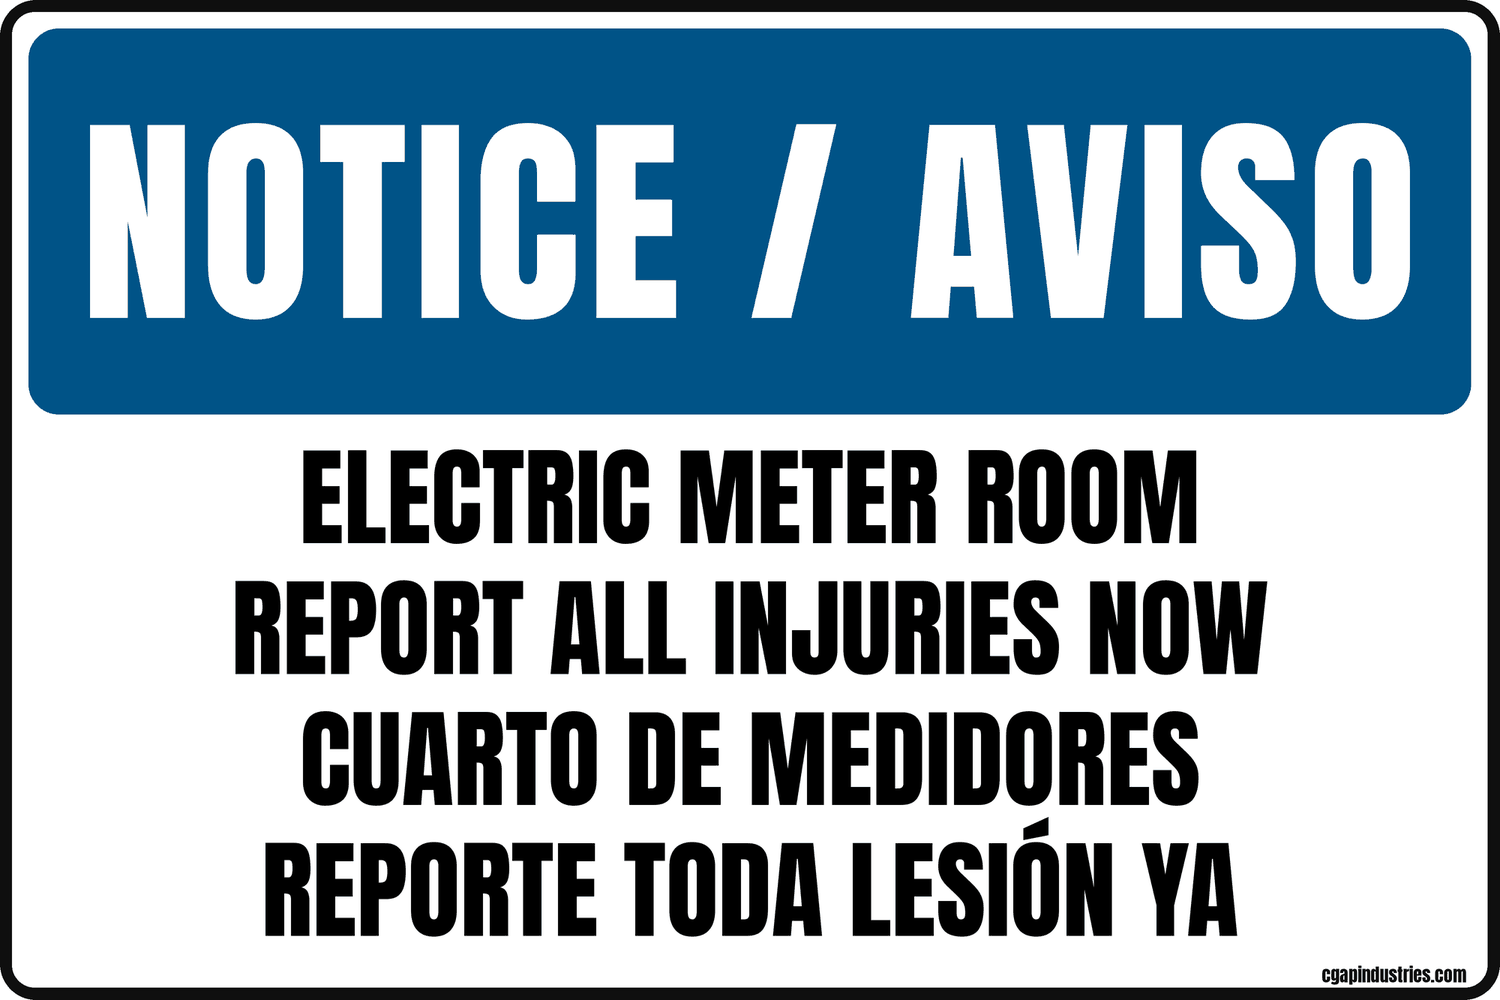 NOTICE / AVISO
ELECTRIC METER ROOM
REPORT ALL INJURIES NOW
CUARTO DE MEDIDORES
REPORTE TODA LESIÓN YA
cgapindustries.com